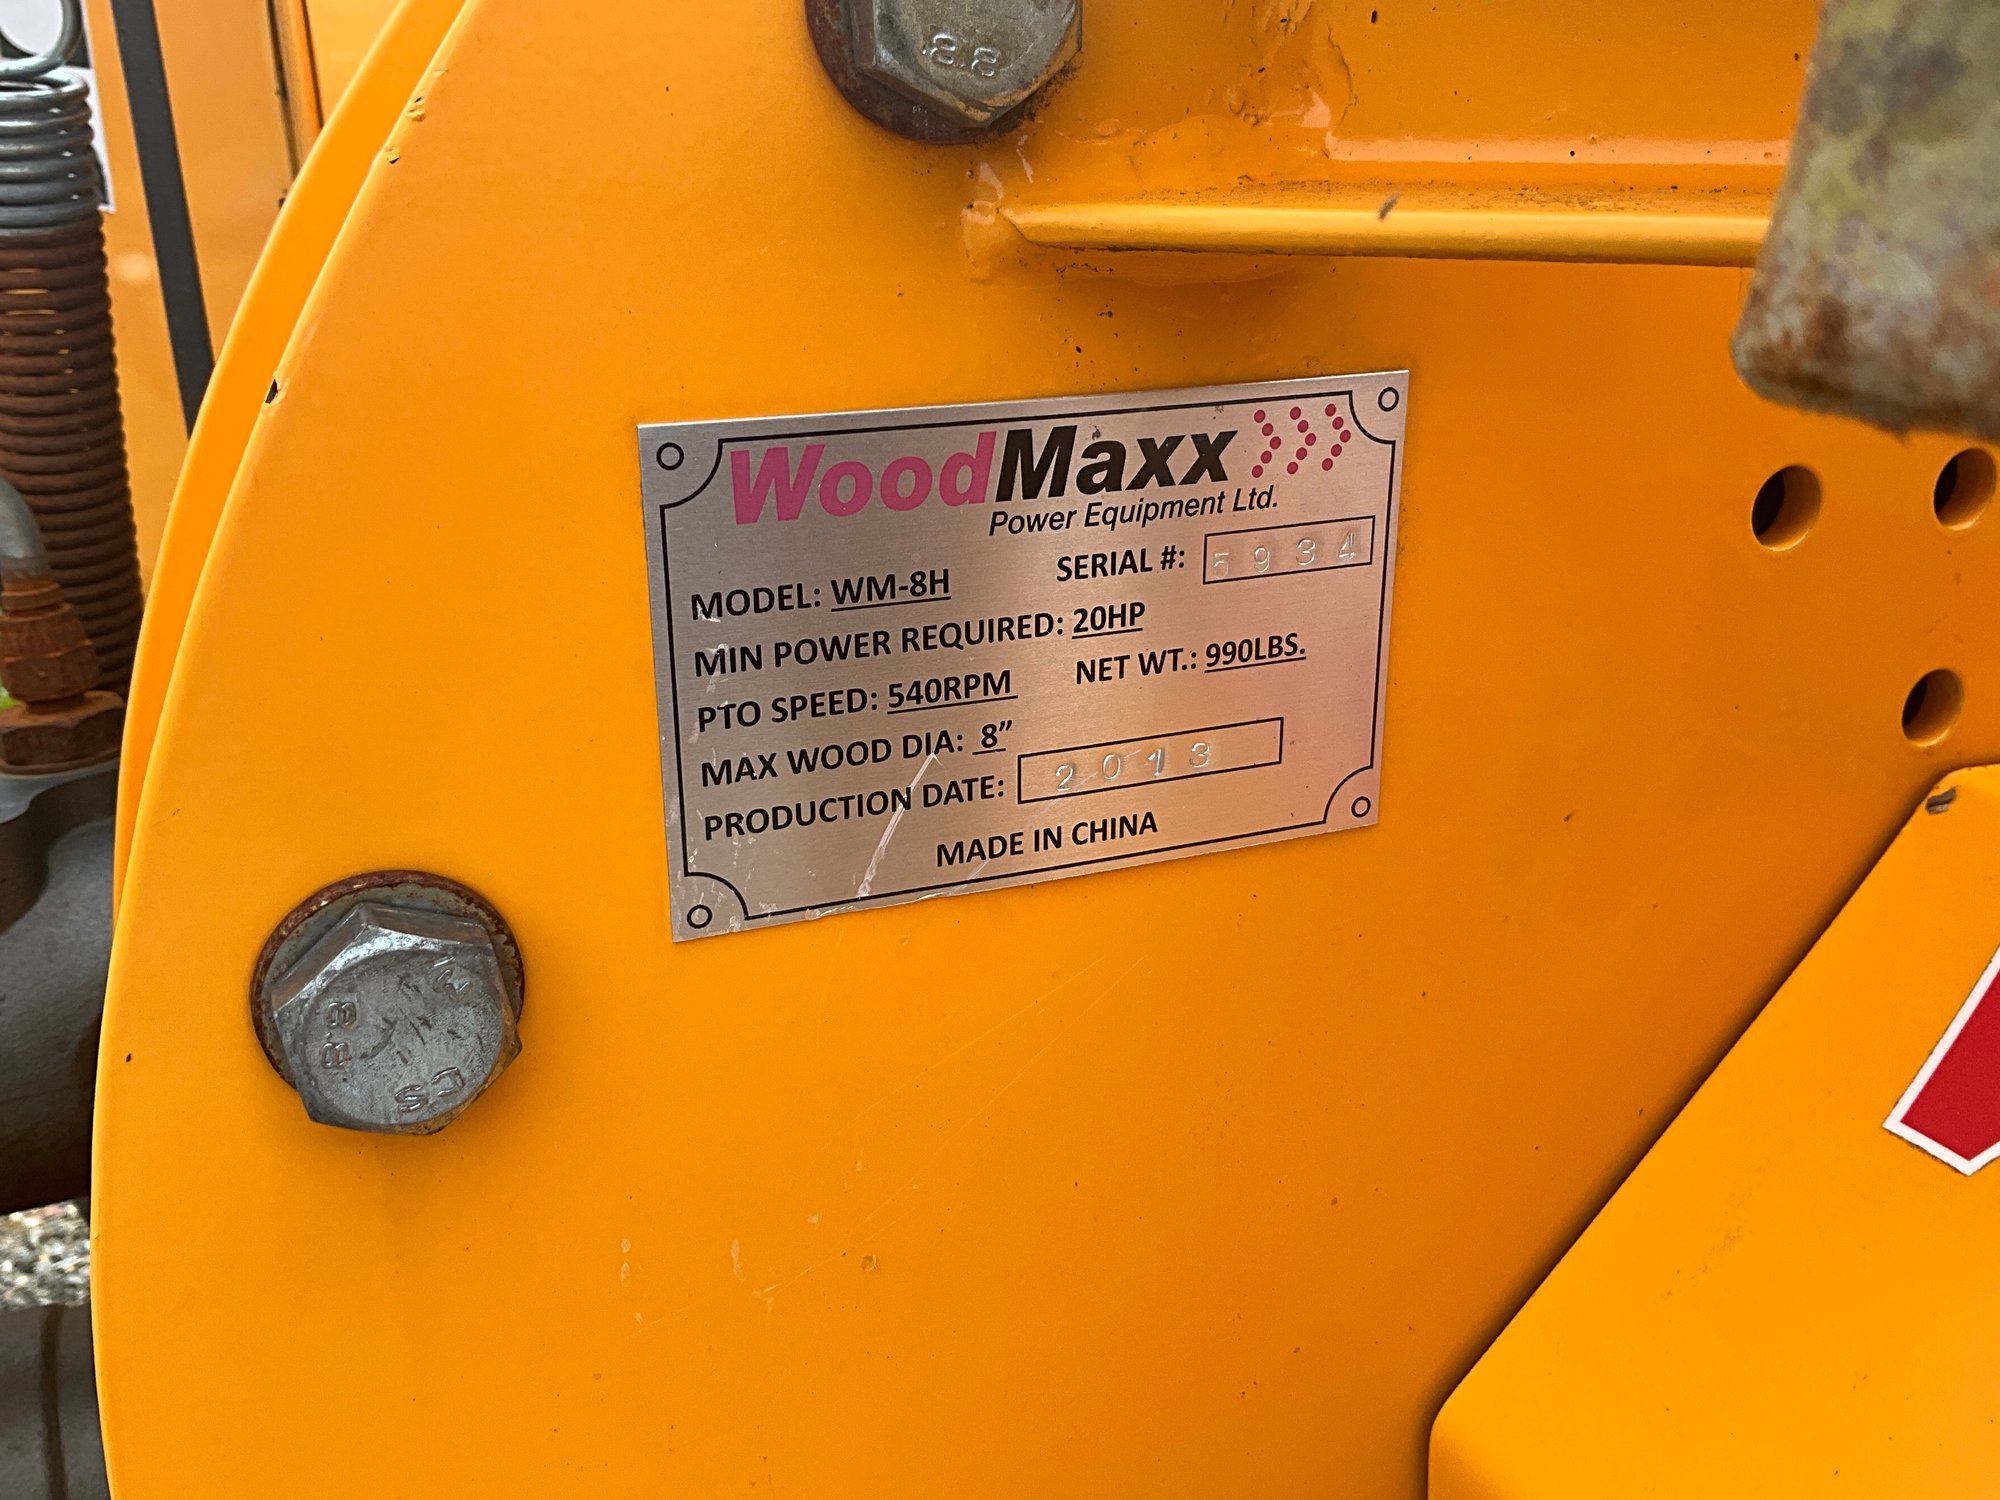 8.8
WoodMaxx
Power Equipment Ltd.
MODEL: WM-8H SERIAL #: 5934
MIN POWER REQUIRED: 20HP
PTO SPEED: 540RPM NET WT.: 990LBS.
MAX WOOD DIA: 8"
PRODUCTION DATE: 2013
MADE IN CHINA
8.8
CS